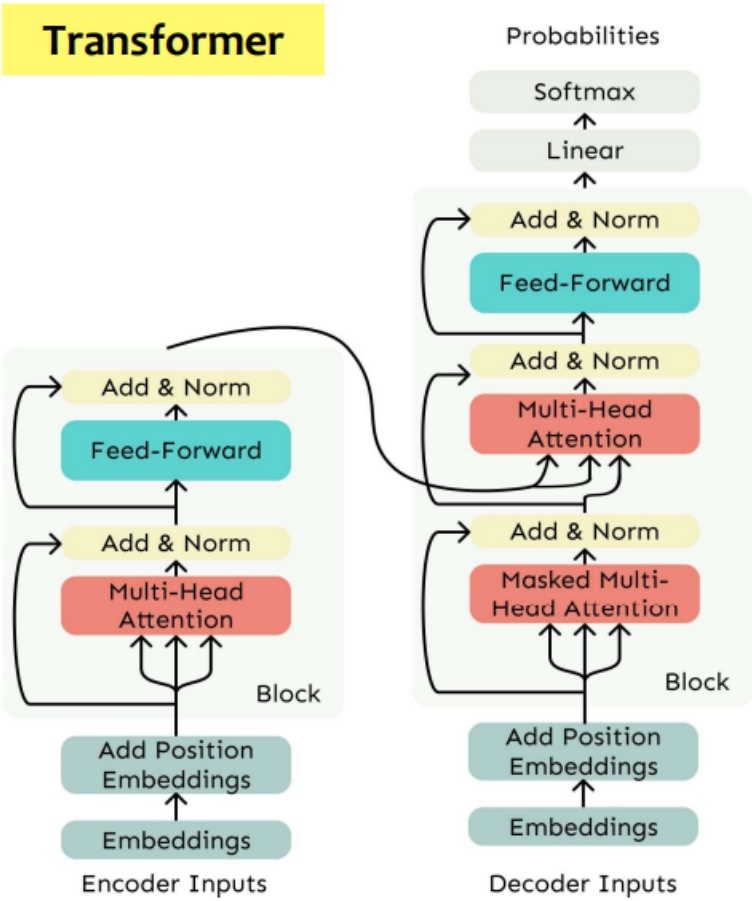 Transformer
Probabilities
Softmax
Linear
Add & Norm
Feed-Forward
Add & Norm
Multi-Head
Attention
Add & Norm
Masked Multi-
Head Attention
Block
Add Position
Embeddings
Embeddings
Decoder Inputs
Add & Norm
Feed-Forward
Add & Norm
Multi-Head
Attention
Block
Add Position
Embeddings
Embeddings
Encoder Inputs